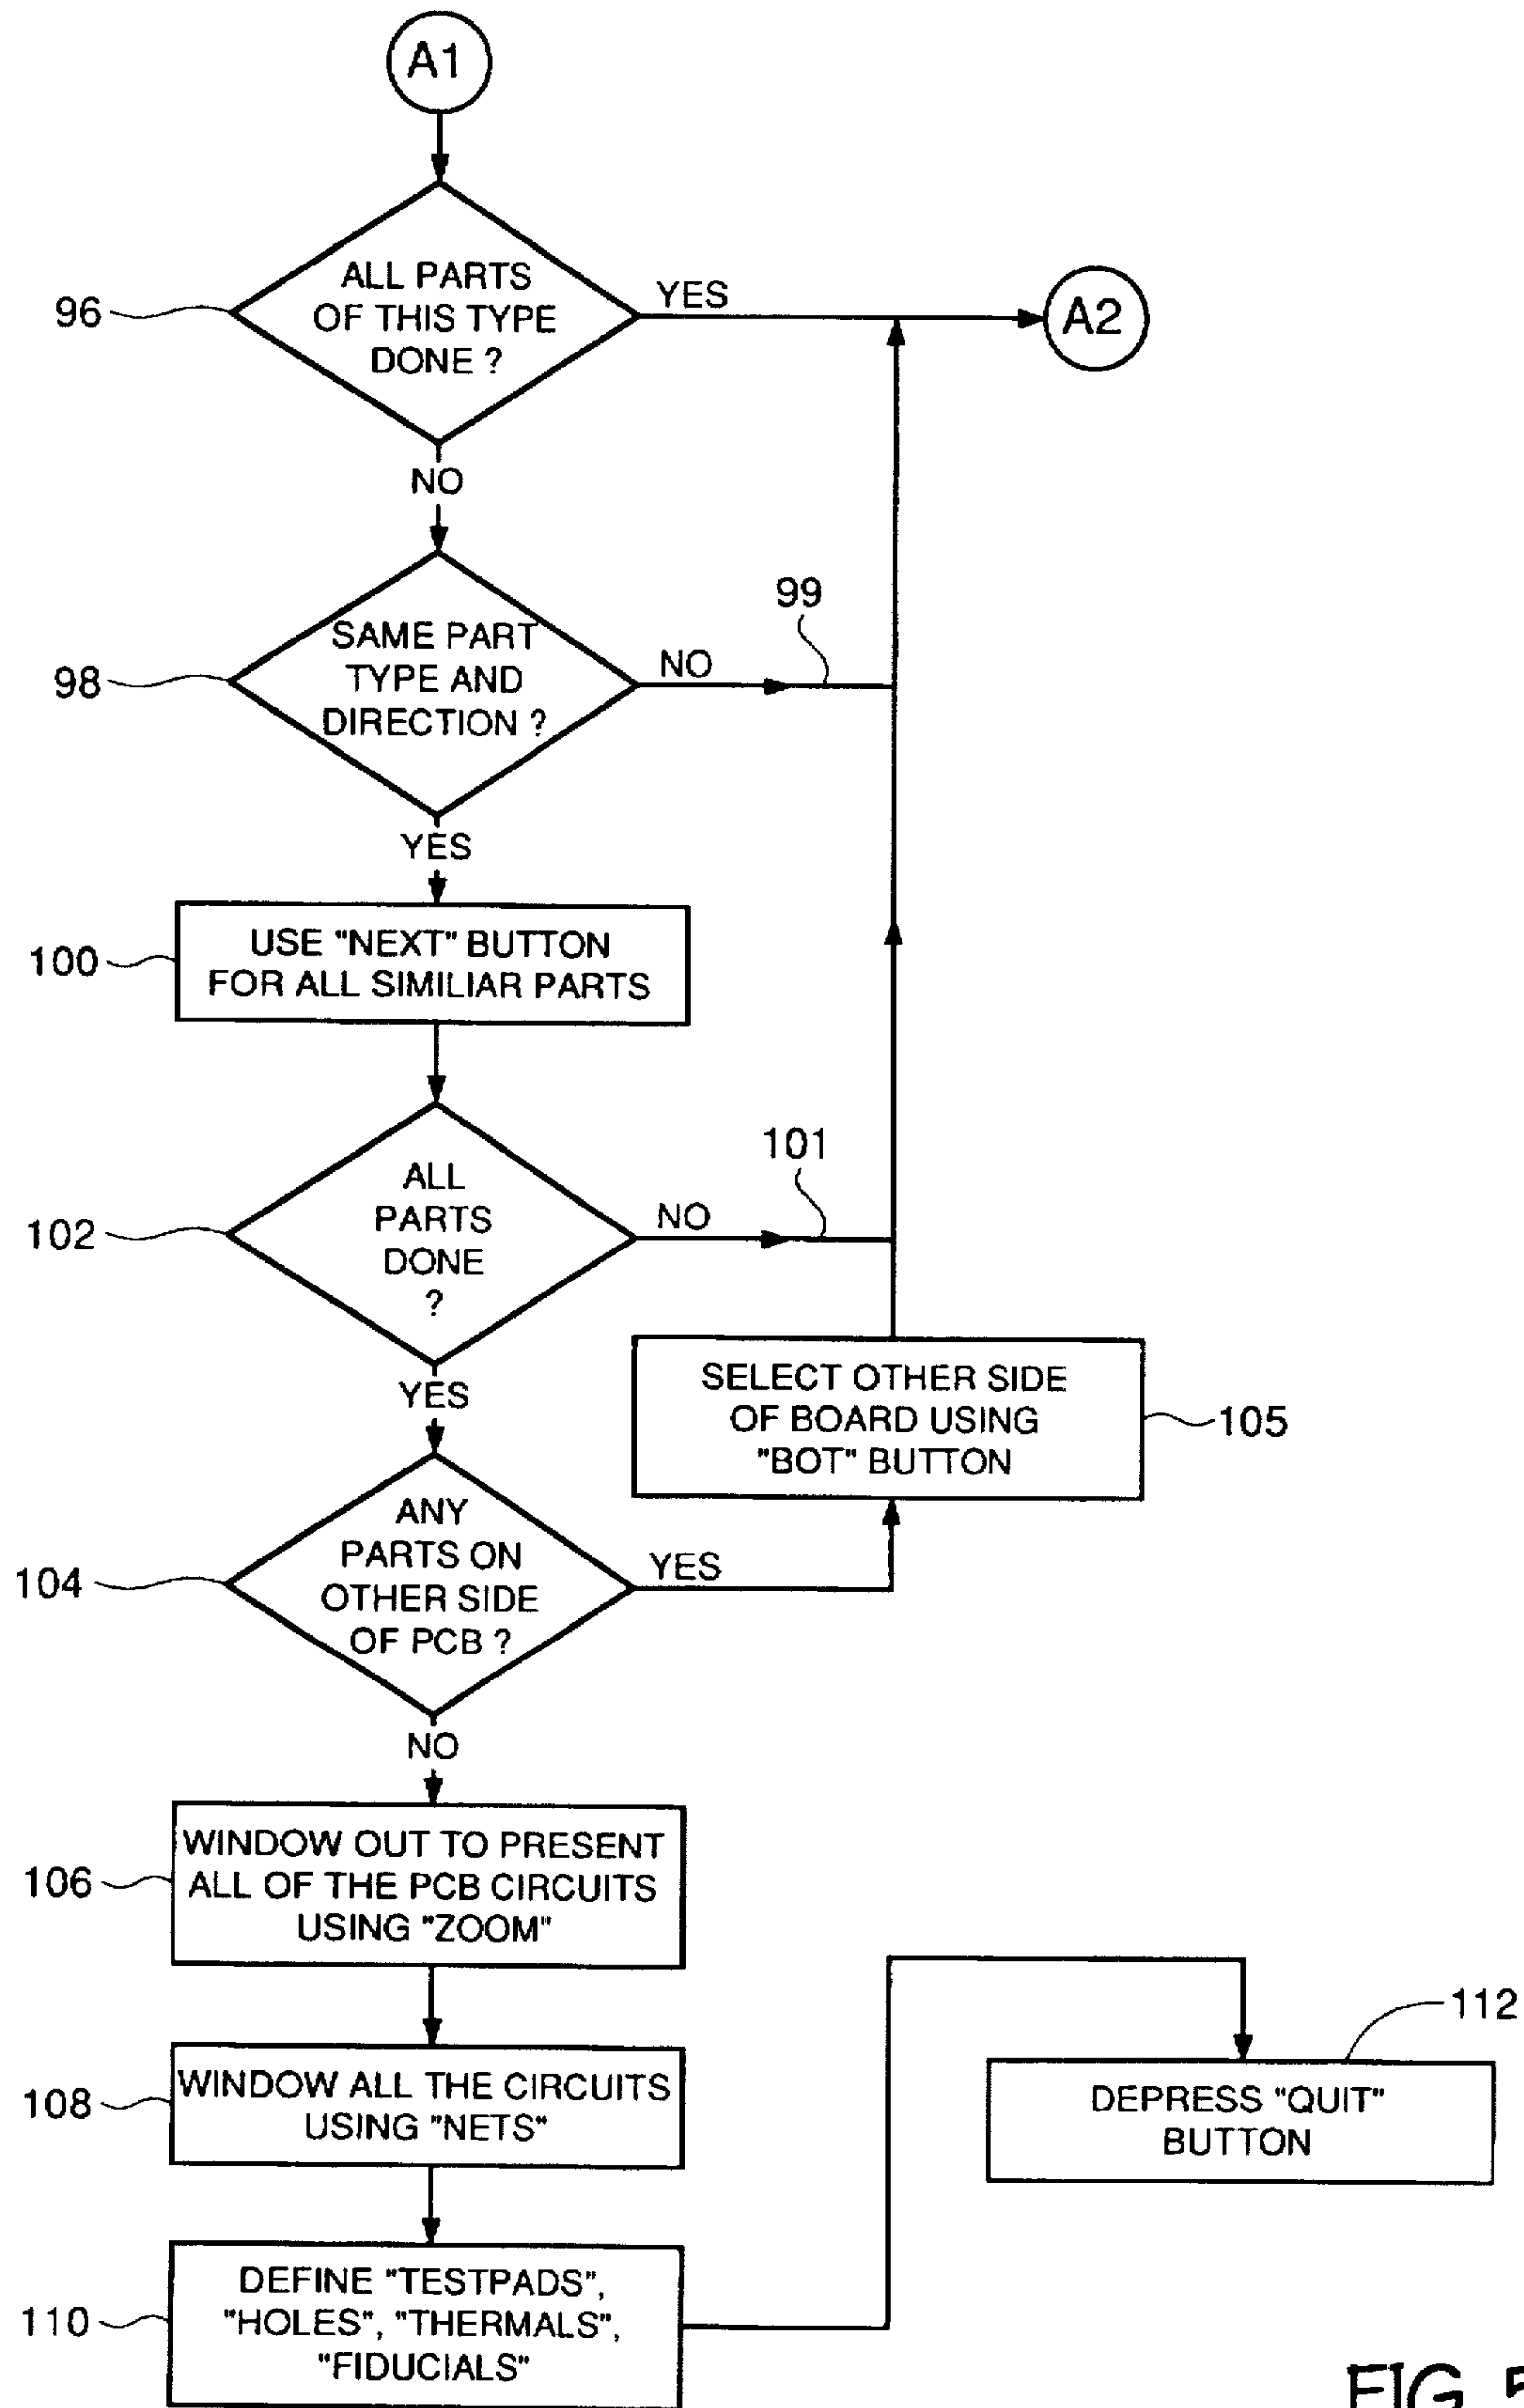 A1
ALL PARTS
OF THIS TYPE
DONE ?
96
YES
A2
NO
SAME PART
TYPE AND
DIRECTION ?
98
NO
99
YES
USE "NEXT" BUTTON
FOR ALL SIMILIAR PARTS
100
ALL
PARTS
DONE
?
102
NO
101
YES
SELECT OTHER SIDE
OF BOARD USING
"BOT" BUTTON
105
ANY
PARTS ON
OTHER SIDE
OF PCB ?
104
YES
NO
WINDOW OUT TO PRESENT
ALL OF THE PCB CIRCUITS
USING "ZOOM"
106
WINDOW ALL THE CIRCUITS
USING "NETS"
108
112
DEPRESS "QUIT"
BUTTON
DEFINE "TESTPADS",
"HOLES", "THERMALS",
"FIDUCIALS"
110
FIG. 5